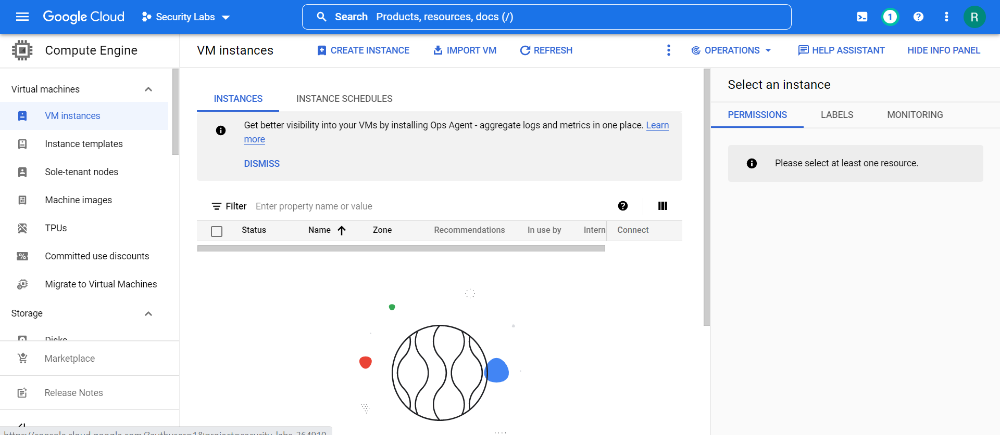 Google Cloud
Security Labs
Search Products, resources, docs (/)
1
R
Compute Engine
VM instances
CREATE INSTANCE
IMPORT VM
REFRESH
OPERATIONS
HELP ASSISTANT
HIDE INFO PANEL
Virtual machines
VM instances
Instance templates
Sole-tenant nodes
Machine images
TPUs
Committed use discounts
Migrate to Virtual Machines
Storage
Disks
Marketplace
Release Notes
INSTANCES
INSTANCE SCHEDULES
Get better visibility into your VMs by installing Ops Agent - aggregate logs and metrics in one place. Learn
more
DISMISS
Filter Enter property name or value
Status Name Zone Recommendations In use by Intern Connect
Select an instance
PERMISSIONS
LABELS
MONITORING
Please select at least one resource.
https://console.cloud.google.com/?authuser=1&project=security-labs-364910